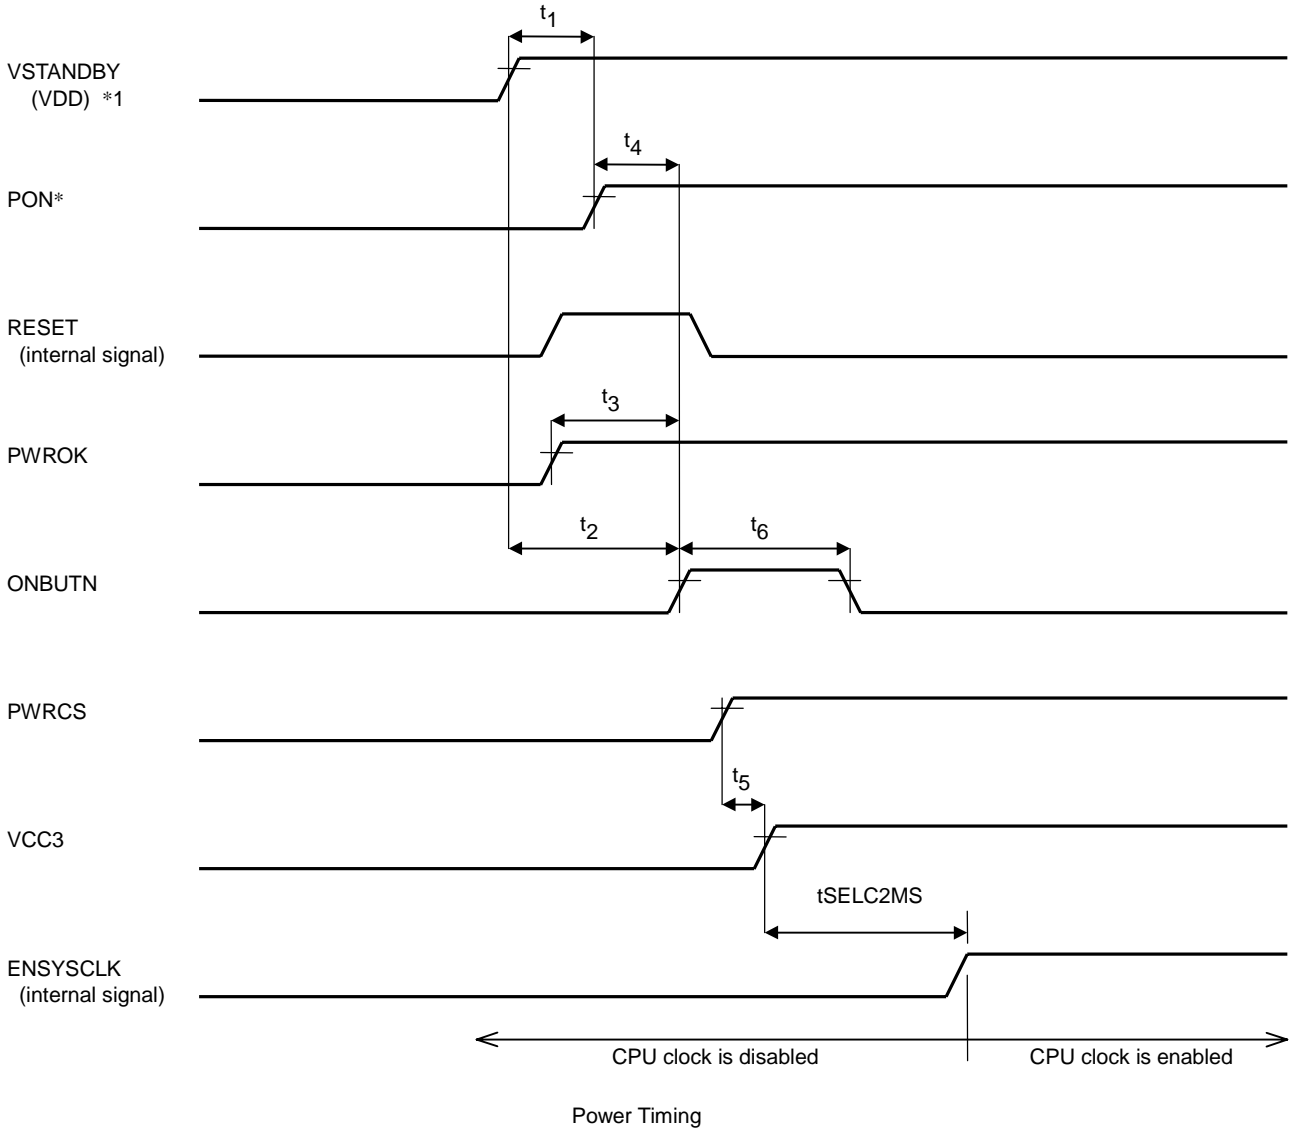 t1
VSTANDBY
(VDD) *1
t4
PON*
RESET
(internal signal)
t3
PWROK
t2
t6
ONBUTN
PWRCS
t5
VCC3
tSELC2MS
ENSYSCLK
(internal signal)
CPU clock is disabled
CPU clock is enabled
Power Timing